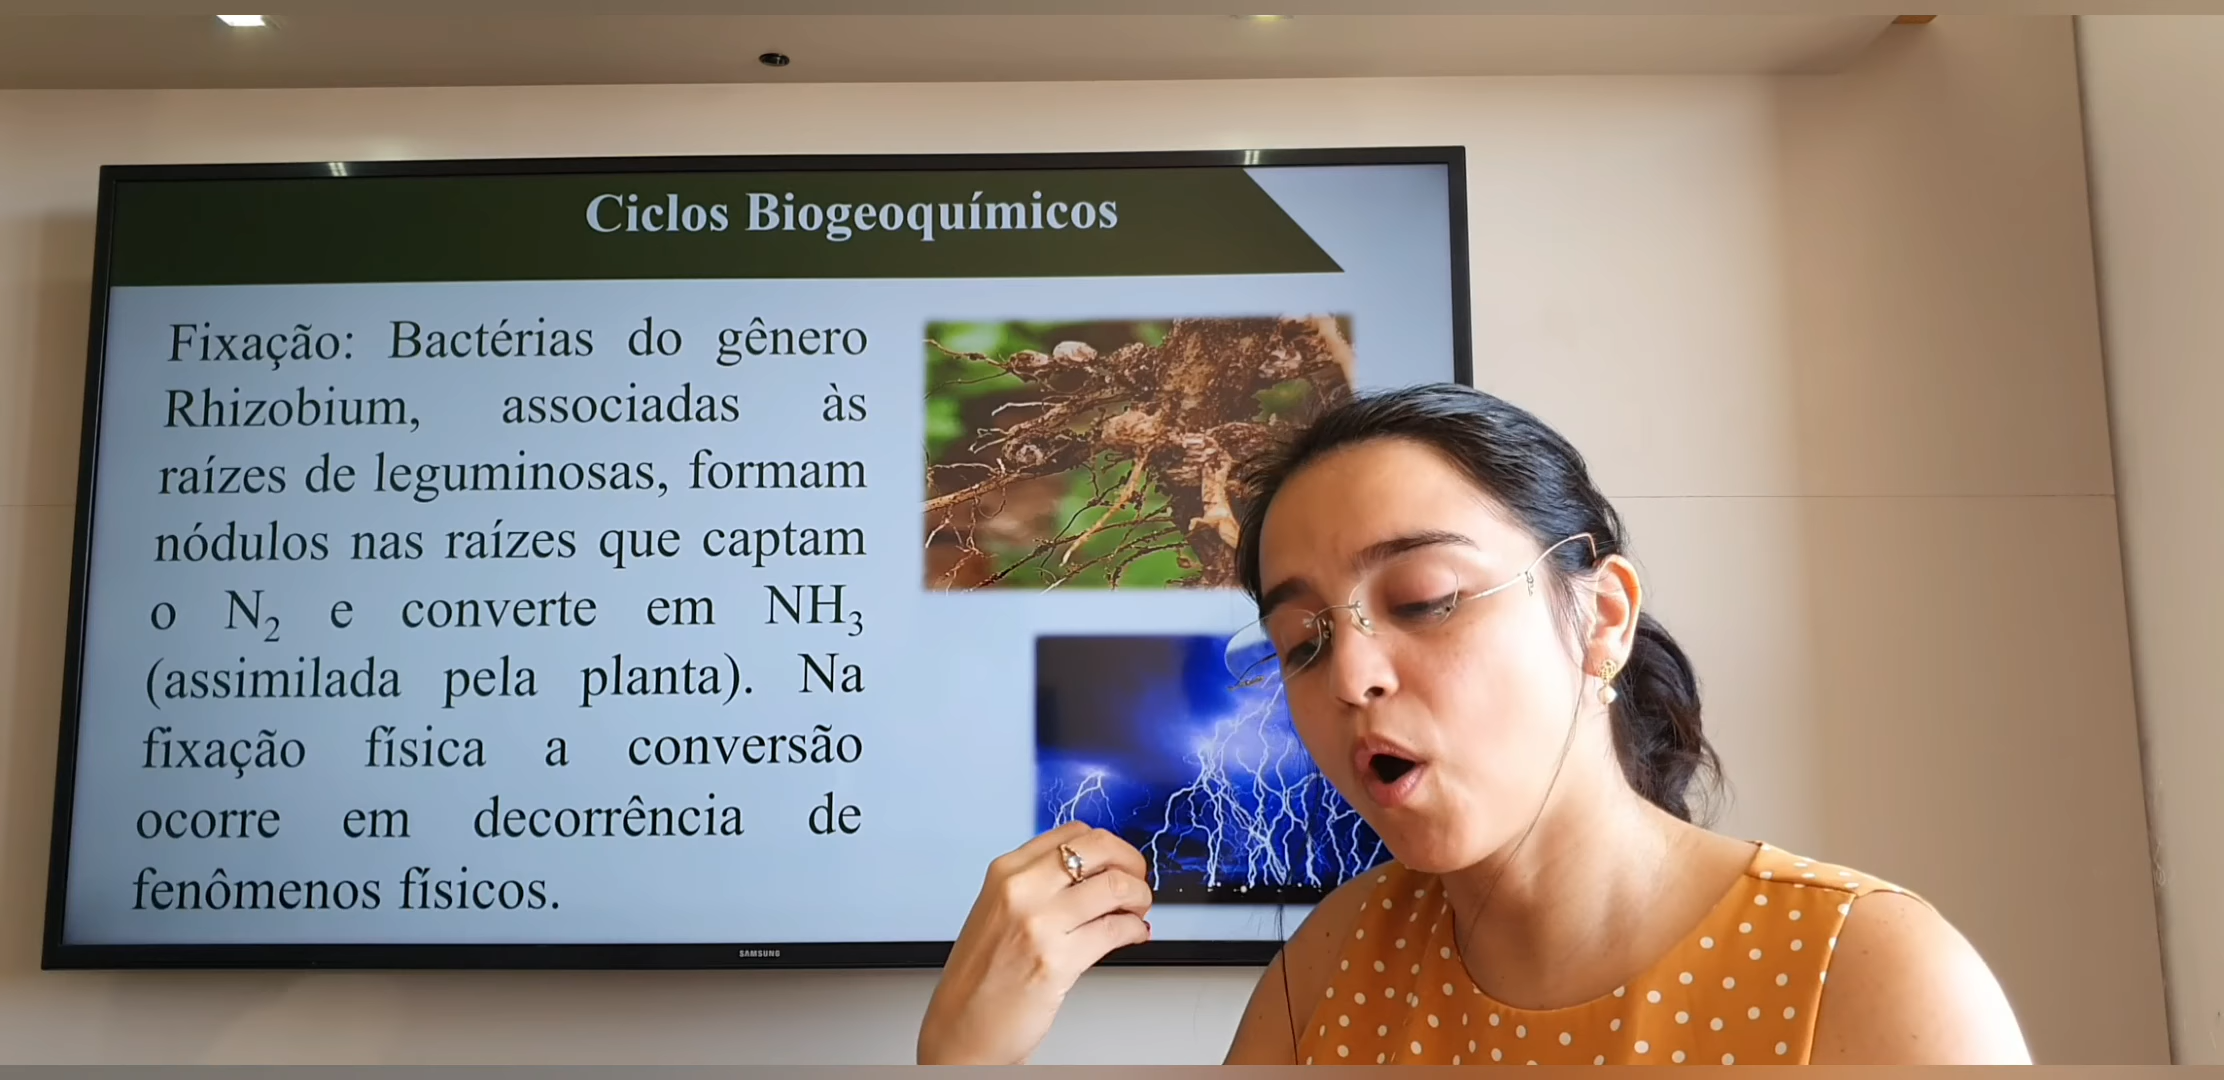 Ciclos Biogeoquímicos
Fixação: Bactérias do gênero
Rhizobium, associadas às
raízes de leguminosas, formam
nódulos nas raízes que captam
o N₂ e converte em NH₃
(assimilada pela planta). Na
fixação física a conversão
ocorre em decorrência de
fenômenos físicos.
SAMSUNG